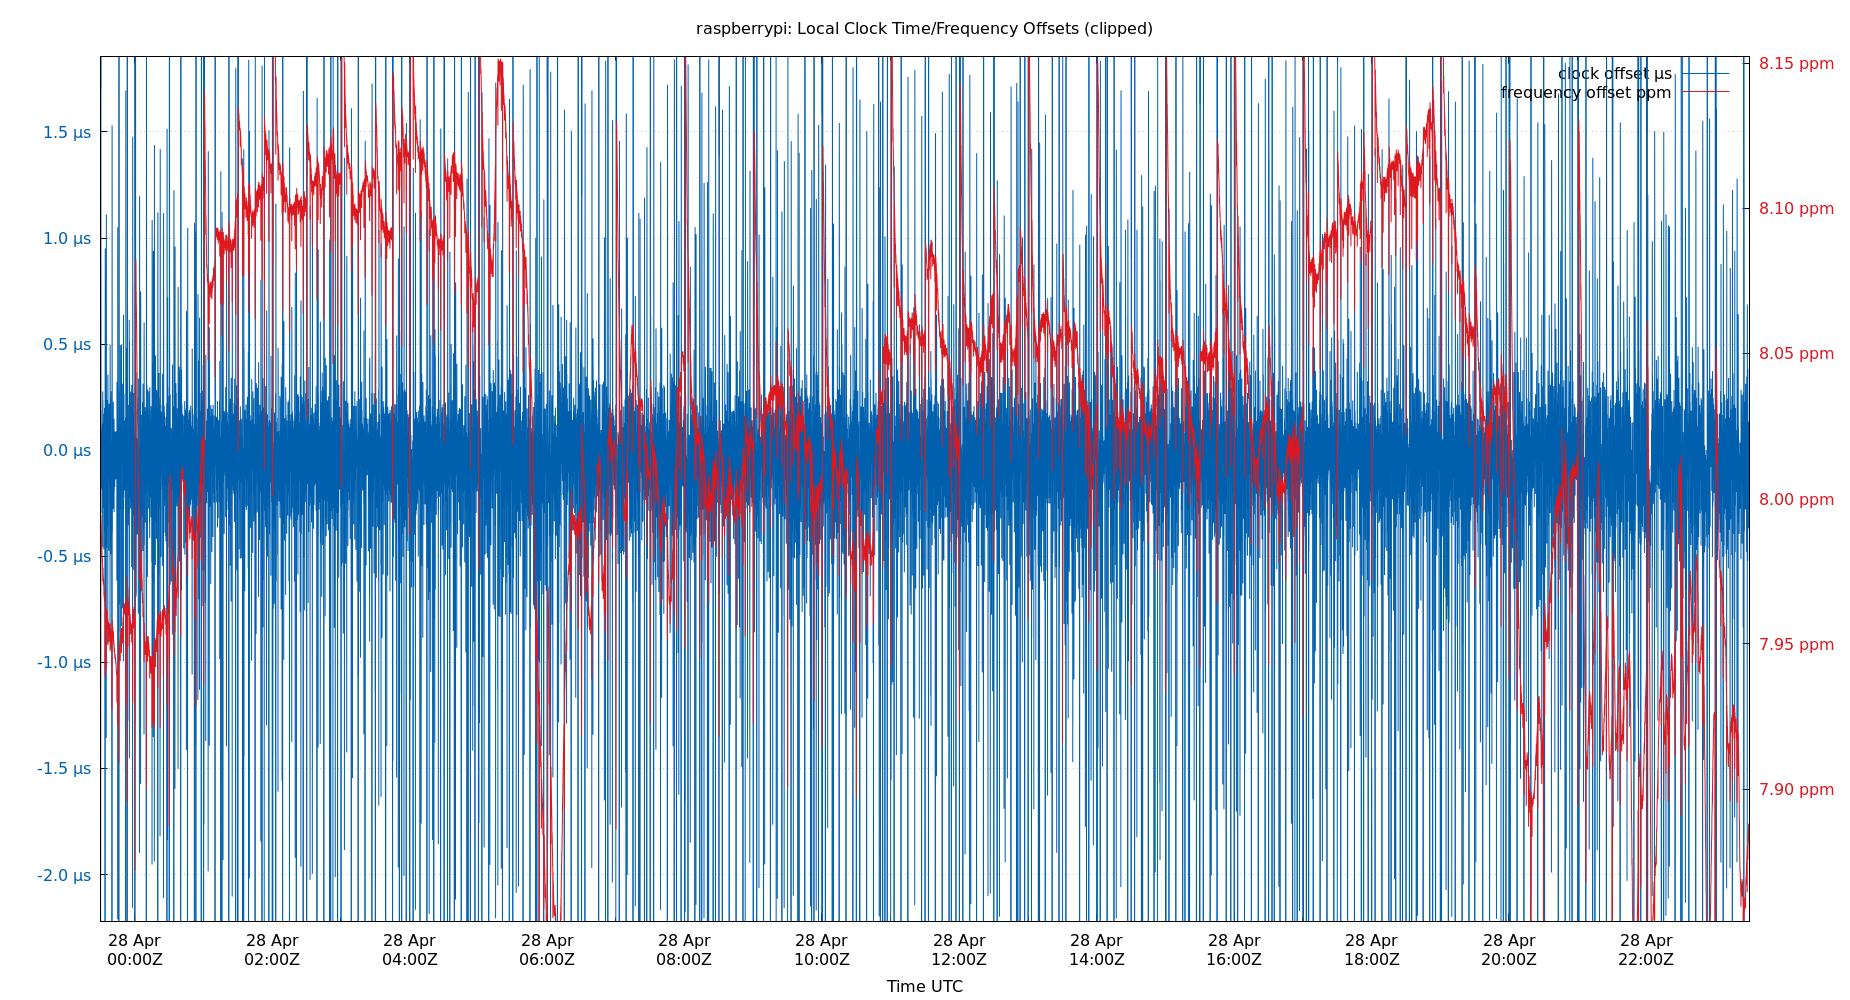 raspberrypi: Local Clock Time/Frequency Offsets (clipped)
clock offset µs
frequency offset ppm
1.5 µs
1.0 µs
0.5 µs
0.0 µs
-0.5 µs
-1.0 µs
-1.5 µs
-2.0 µs
8.15 ppm
8.10 ppm
8.05 ppm
8.00 ppm
7.95 ppm
7.90 ppm
28 Apr 28 Apr 28 Apr 28 Apr 28 Apr 28 Apr 28 Apr 28 Apr 28 Apr 28 Apr 28 Apr 28 Apr
00:00Z 02:00Z 04:00Z 06:00Z 08:00Z 10:00Z 12:00Z 14:00Z 16:00Z 18:00Z 20:00Z 22:00Z
Time UTC